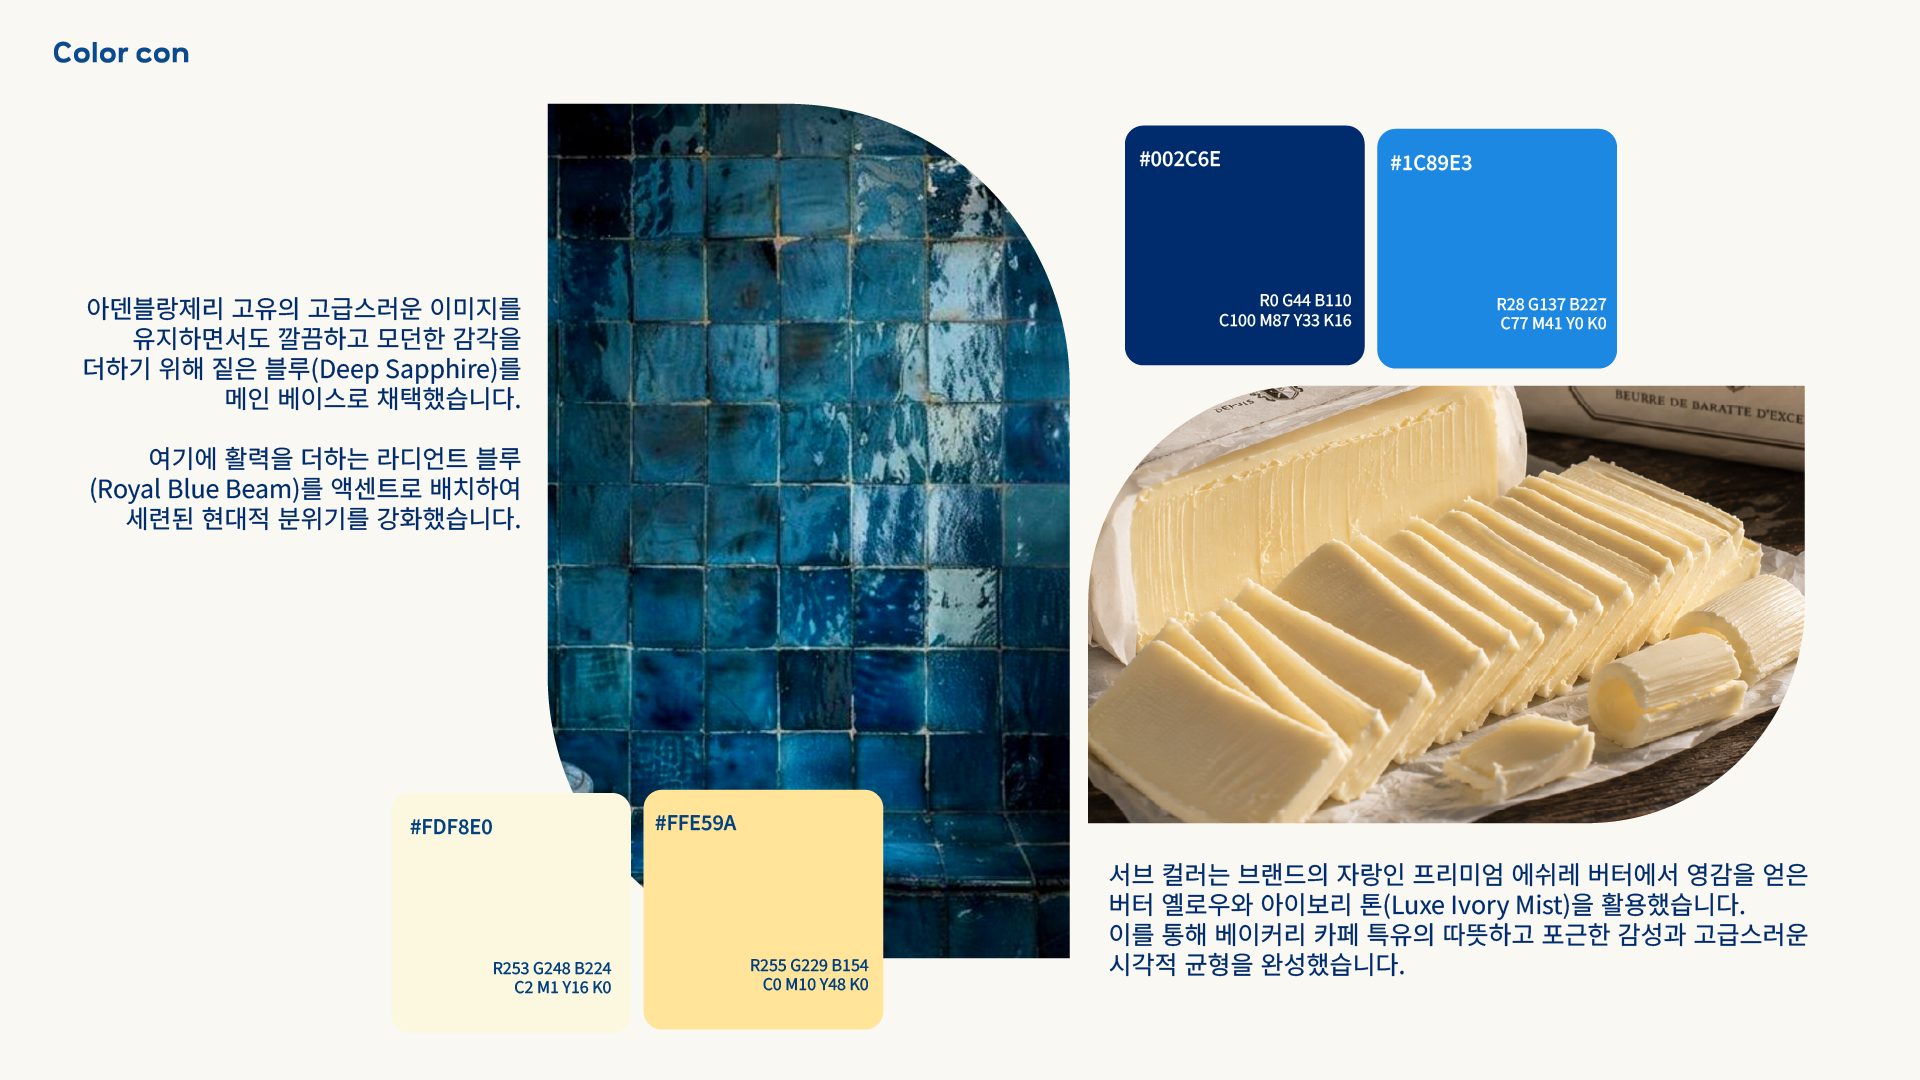 Color con
아덴블랑제리 고유의 고급스러운 이미지를
유지하면서도 깔끔하고 모던한 감각을
더하기 위해 짙은 블루(Deep Sapphire)를
메인 베이스로 채택했습니다.
여기에 활력을 더하는 라디언트 블루
(Royal Blue Beam)를 액센트로 배치하여
세련된 현대적 분위기를 강화했습니다.
#002C6E
R0 G44 B110
C100 M87 Y33 K16
#1C89E3
R28 G137 B227
C77 M41 Y0 K0
DEPUIS
BEURRE DE BARATTE D'EXCE
#FDF8E0
R253 G248 B224
C2 M1 Y16 K0
#FFE59A
R255 G229 B154
C0 M10 Y48 K0
서브 컬러는 브랜드의 자랑인 프리미엄 에쉬레 버터에서 영감을 얻은
버터 옐로우와 아이보리 톤(Luxe Ivory Mist)을 활용했습니다.
이를 통해 베이커리 카페 특유의 따뜻하고 포근한 감성과 고급스러운
시각적 균형을 완성했습니다.